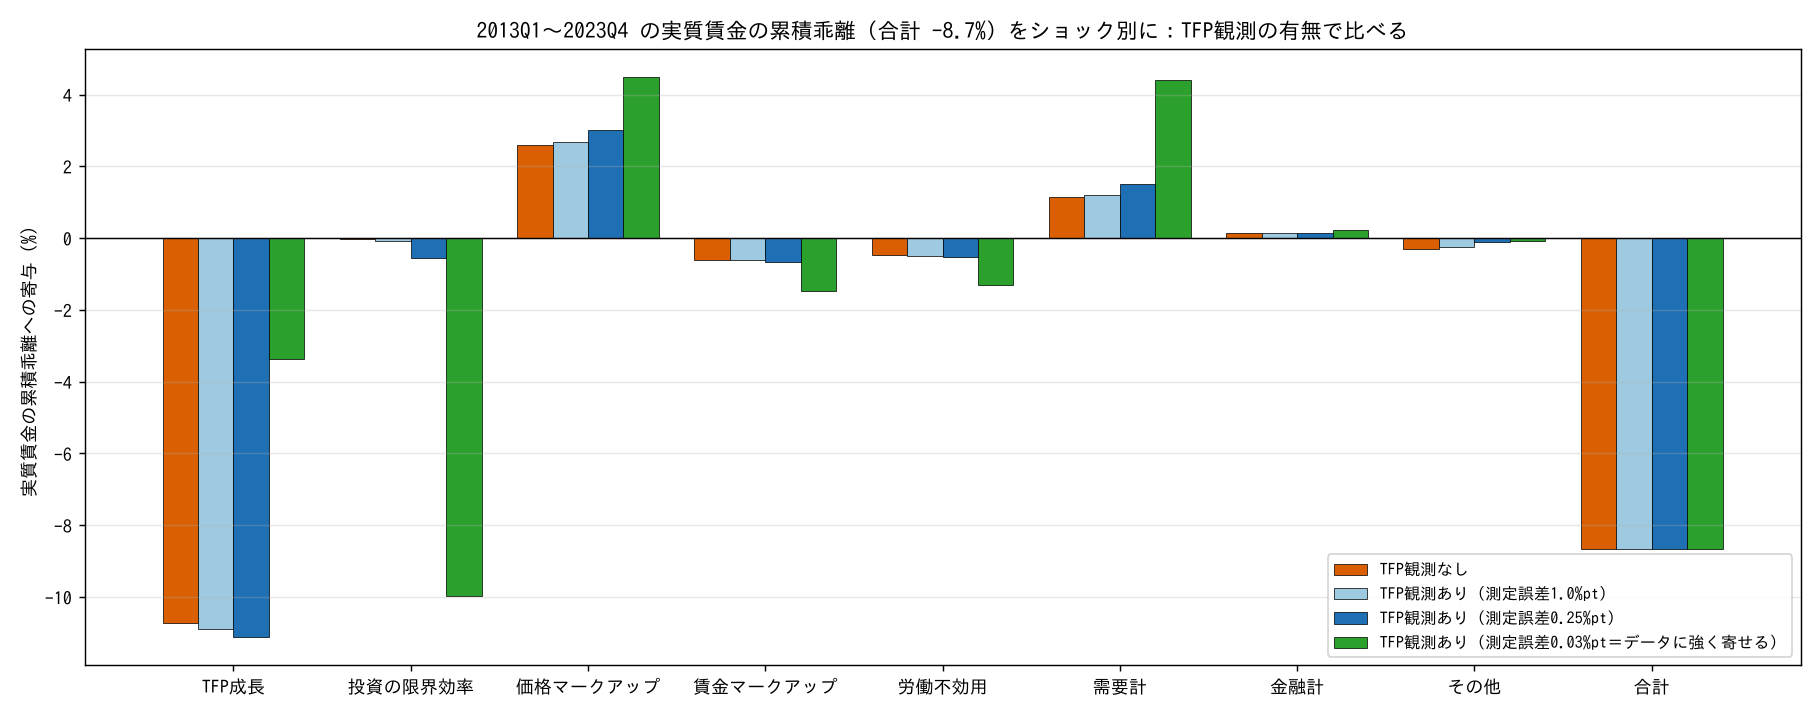 2013Q1～2023Q4 の実質賃金の累積乖離（合計 -8.7%）をショック別に：TFP観測の有無で比べる
実質賃金の累積乖離への寄与（%）
4
2
0
-2
-4
-6
-8
-10
TFP成長
投資の限界効率
価格マークアップ
賃金マークアップ
労働不効用
需要計
金融計
その他
合計
TFP観測なし
TFP観測あり（測定誤差1.0%pt）
TFP観測あり（測定誤差0.25%pt）
TFP観測あり（測定誤差0.03%pt＝データに強く寄せる）